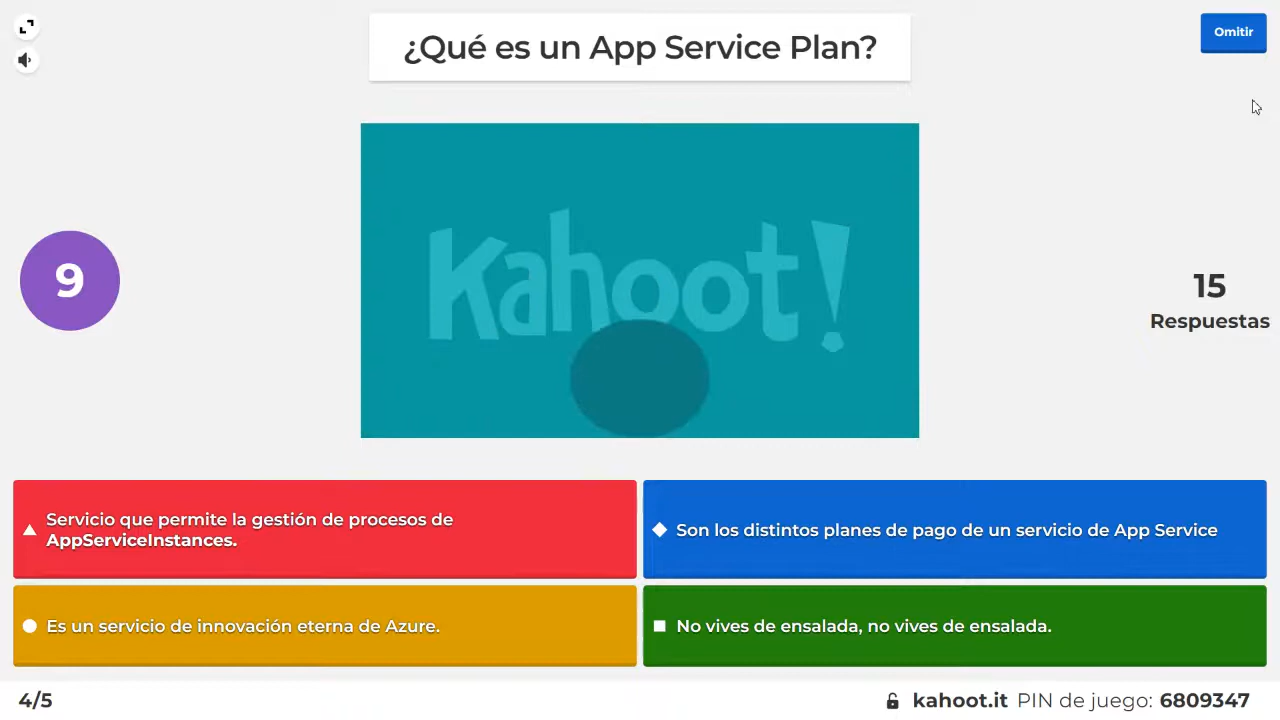 ¿Qué es un App Service Plan?
Omitir
Kahoot!
9
15
Respuestas
Servicio que permite la gestión de procesos de
AppServiceInstances.
Son los distintos planes de pago de un servicio de App Service
Es un servicio de innovación eterna de Azure.
No vives de ensalada, no vives de ensalada.
4/5
kahoot.it PIN de juego: 6809347